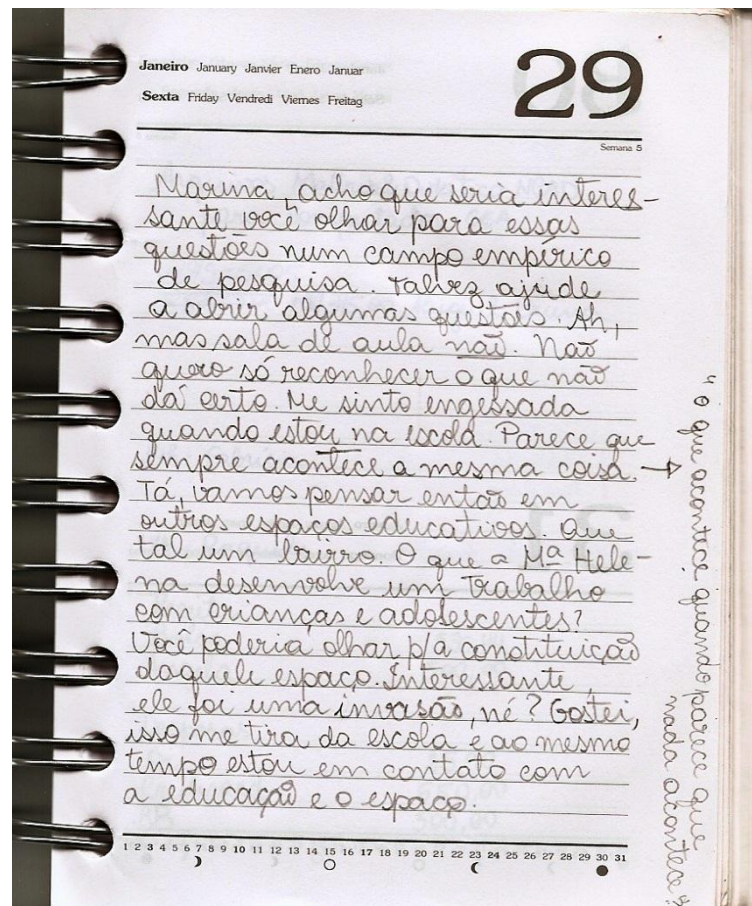 Janeiro January Janvier Enero Januar
Sexta Friday Vendredi Viernes Freitag
29
Semana 5
Marina, acho que seria interes-
sante você olhar para essas
questões num campo empírico
de pesquisa. Talvez ajude
a abrir algumas questões. Ah,
mas sala de aula não. Não
quero só reconhecer o que não
dá certo. Me sinto engessada
quando estou na escola. Parece que
sempre acontece a mesma coisa. →
Tá, vamos pensar então em
outros espaços educativos. Que
tal um bairro. O que a Mª Hele-
na desenvolve um trabalho
com crianças e adolescentes?
Você poderia olhar p/a constituição
daquele espaço. Interessante,
ele foi uma invasão, né? Gostei,
isso me tira da escola e ao mesmo
tempo estou em contato com
a educação e o espaço.
"o que acontece quando parece que
nada acontece?"
1 2 3 4 5 6 7 8 9 10 11 12 13 14 15 16 17 18 19 20 21 22 23 24 25 26 27 28 29 30 31